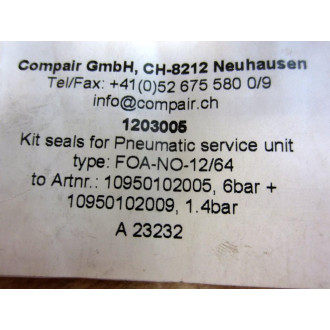 Compair GmbH, CH-8212 Neuhausen
Tel/Fax: +41(0)52 675 580 0/9
info@compair.ch
1203005
Kit seals for Pneumatic service unit
type: FOA-NO-12/64
to Artnr.: 10950102005, 6bar +
10950102009, 1.4bar
A 23232